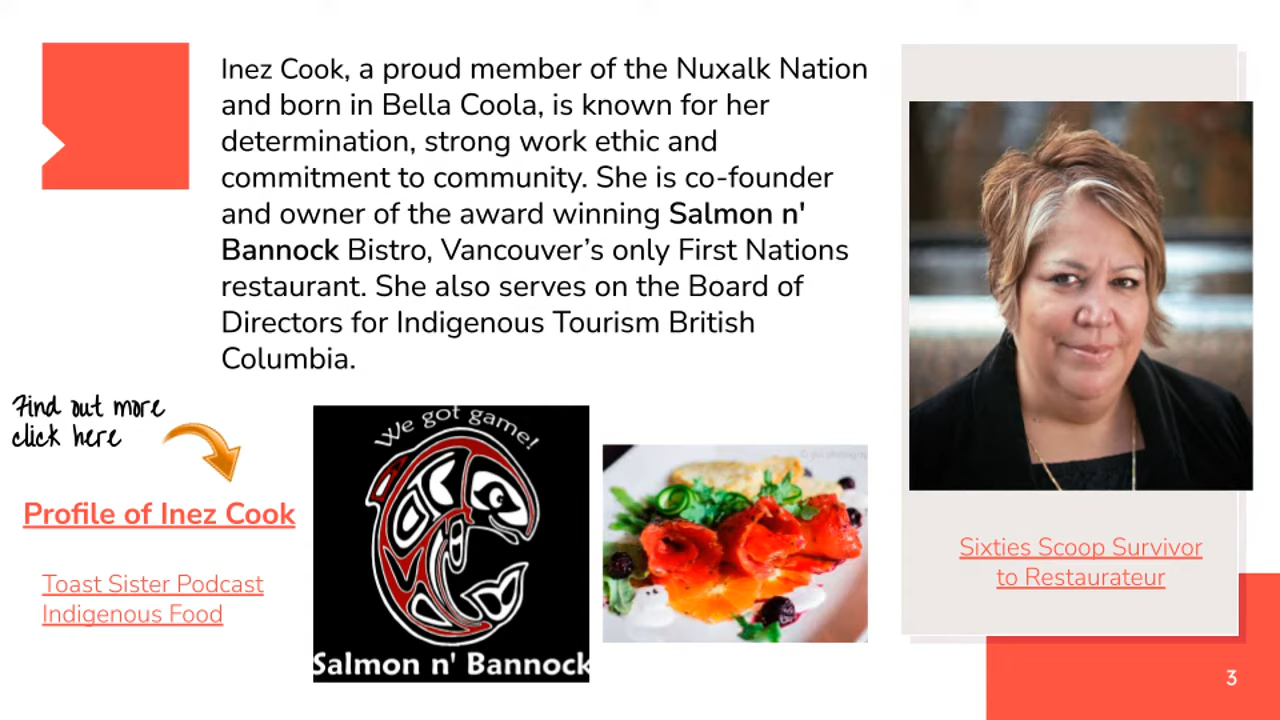 Inez Cook, a proud member of the Nuxalk Nation
and born in Bella Coola, is known for her
determination, strong work ethic and
commitment to community. She is co-founder
and owner of the award winning Salmon n'
Bannock Bistro, Vancouver’s only First Nations
restaurant. She also serves on the Board of
Directors for Indigenous Tourism British
Columbia.
Find out more
click here
Profile of Inez Cook
Toast Sister Podcast
Indigenous Food
We got game!
Salmon n' Bannock
Sixties Scoop Survivor
to Restaurateur
3